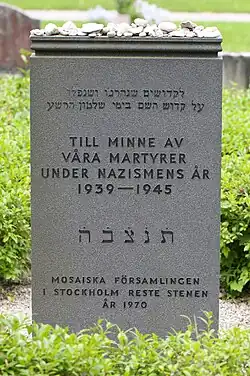 לקדושים שנהרגו ושנפלו
על קדוש השם בימי שלטון הרשע
TILL MINNE AV
VÅRA MARTYRER
UNDER NAZISMENS ÅR
1939—1945
תנצבה
MOSAISKA FÖRSAMLINGEN
I STOCKHOLM RESTE STENEN
ÅR 1970